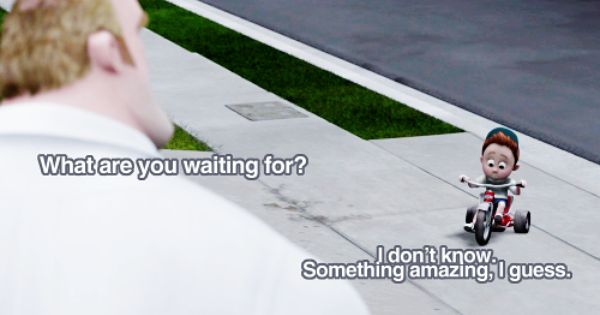 What are you waiting for?
I don't know.
Something amazing, I guess.